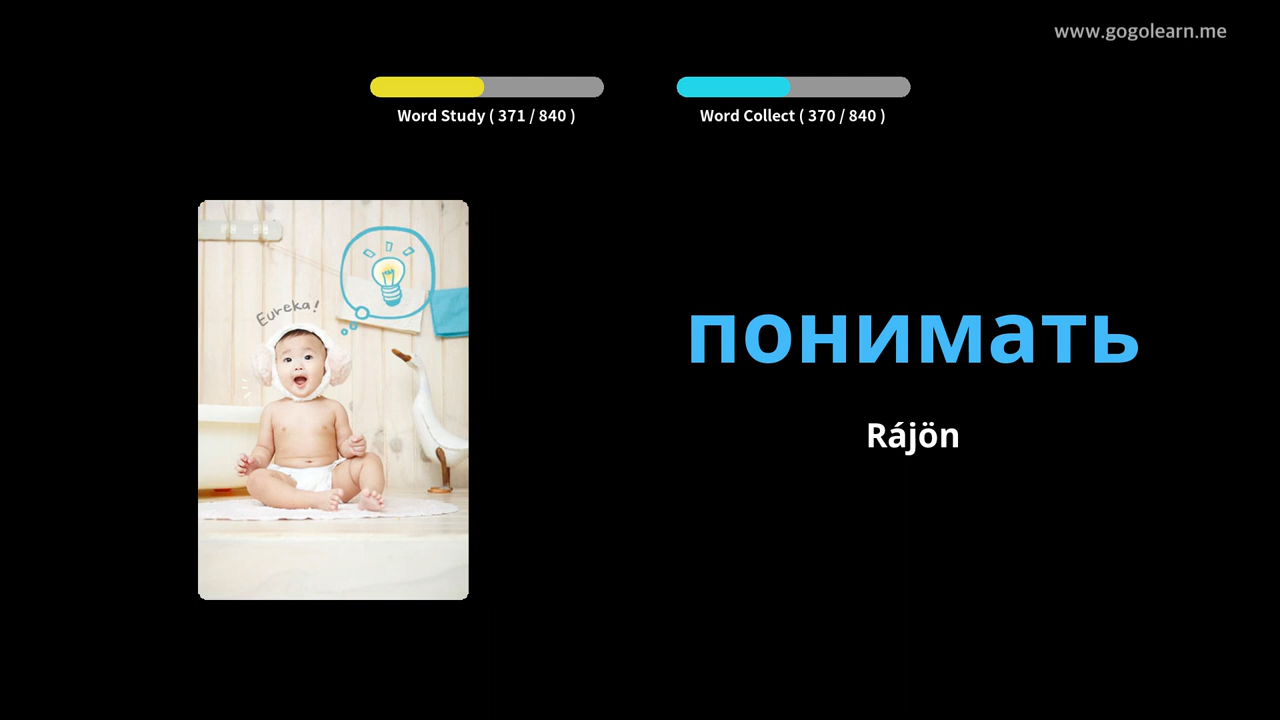 www.gogolearn.me
Word Study ( 371 / 840 )
Word Collect ( 370 / 840 )
Eureka!
понимать
Rájön